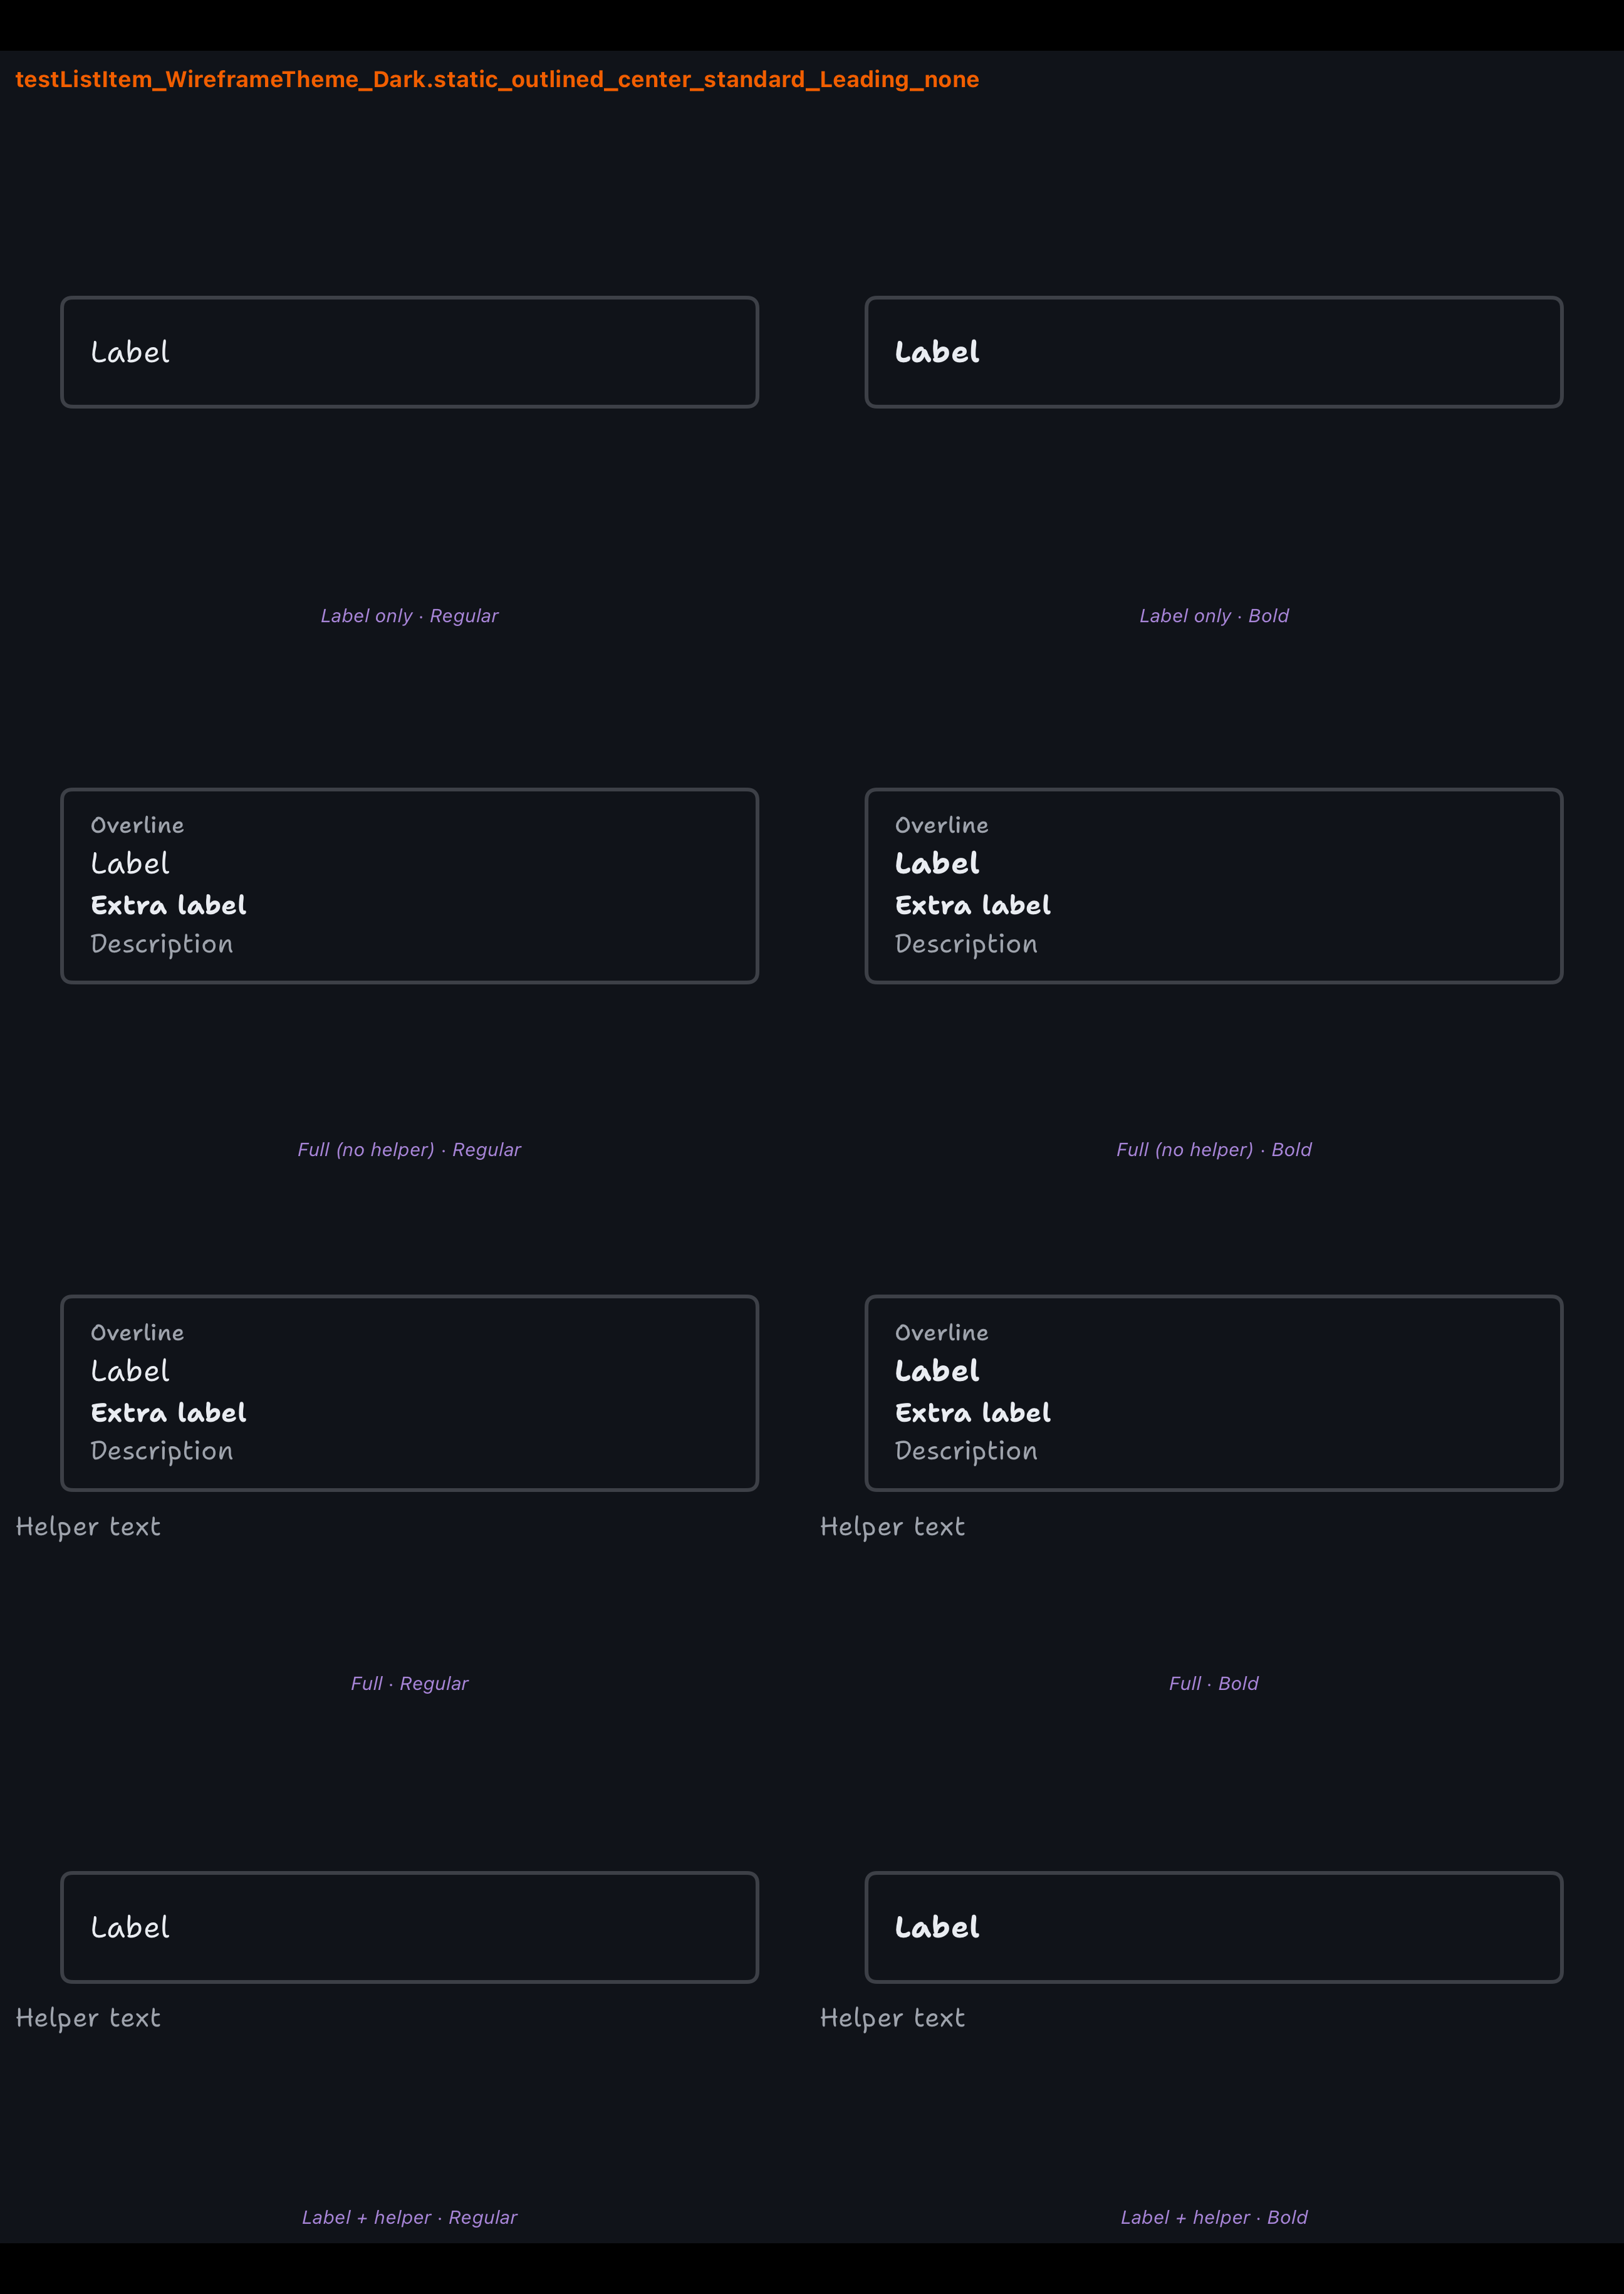 testListItem_WireframeTheme_Dark.static_outlined_center_standard_Leading_none
Label
Label
Label only · Regular
Label only · Bold
Overline
Label
Extra label
Description
Overline
Label
Extra label
Description
Full (no helper) · Regular
Full (no helper) · Bold
Overline
Label
Extra label
Description
Helper text
Overline
Label
Extra label
Description
Helper text
Full · Regular
Full · Bold
Label
Helper text
Label
Helper text
Label + helper · Regular
Label + helper · Bold